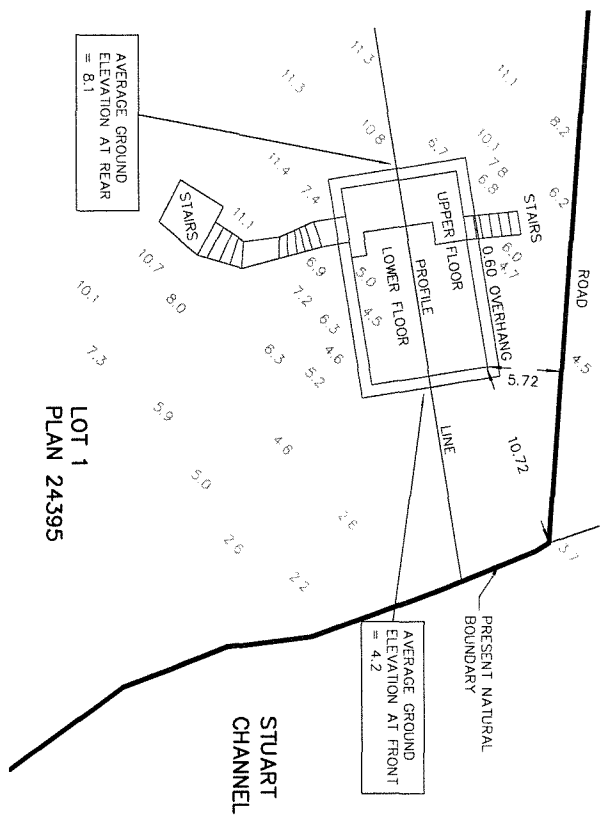 ROAD
AVERAGE GROUND
ELEVATION AT REAR
= 8.1
STAIRS
UPPER FLOOR
LOWER FLOOR
PROFILE
LINE
0.60 OVERHANG
STAIRS
5.72
10.72
PRESENT NATURAL
BOUNDARY
AVERAGE GROUND
ELEVATION AT FRONT
= 4.2
LOT 1
PLAN 24395
STUART
CHANNEL
11.3
11.3
11.1
8.2
10.8
6.7
10.1
7.8
6.8
6.2
11.4
7.4
11.1
6.0
4.7
10.7
6.9
5.0
4.5
8.0
7.2
6.3
4.6
10.1
7.3
6.3
5.2
4.5
5.9
4.6
5.0
2.6
2.2